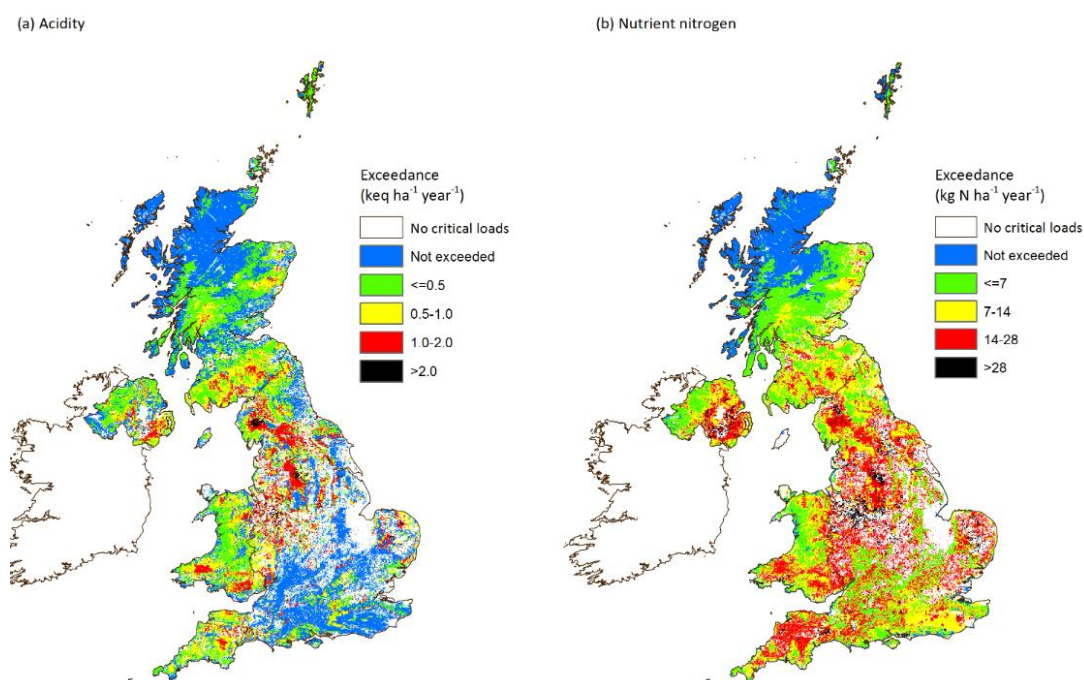 (a) Acidity
(b) Nutrient nitrogen
Exceedance
(keq ha⁻¹ year⁻¹)
No critical loads
Not exceeded
<=0.5
0.5-1.0
1.0-2.0
>2.0
Exceedance
(kg N ha⁻¹ year⁻¹)
No critical loads
Not exceeded
<=7
7-14
14-28
>28